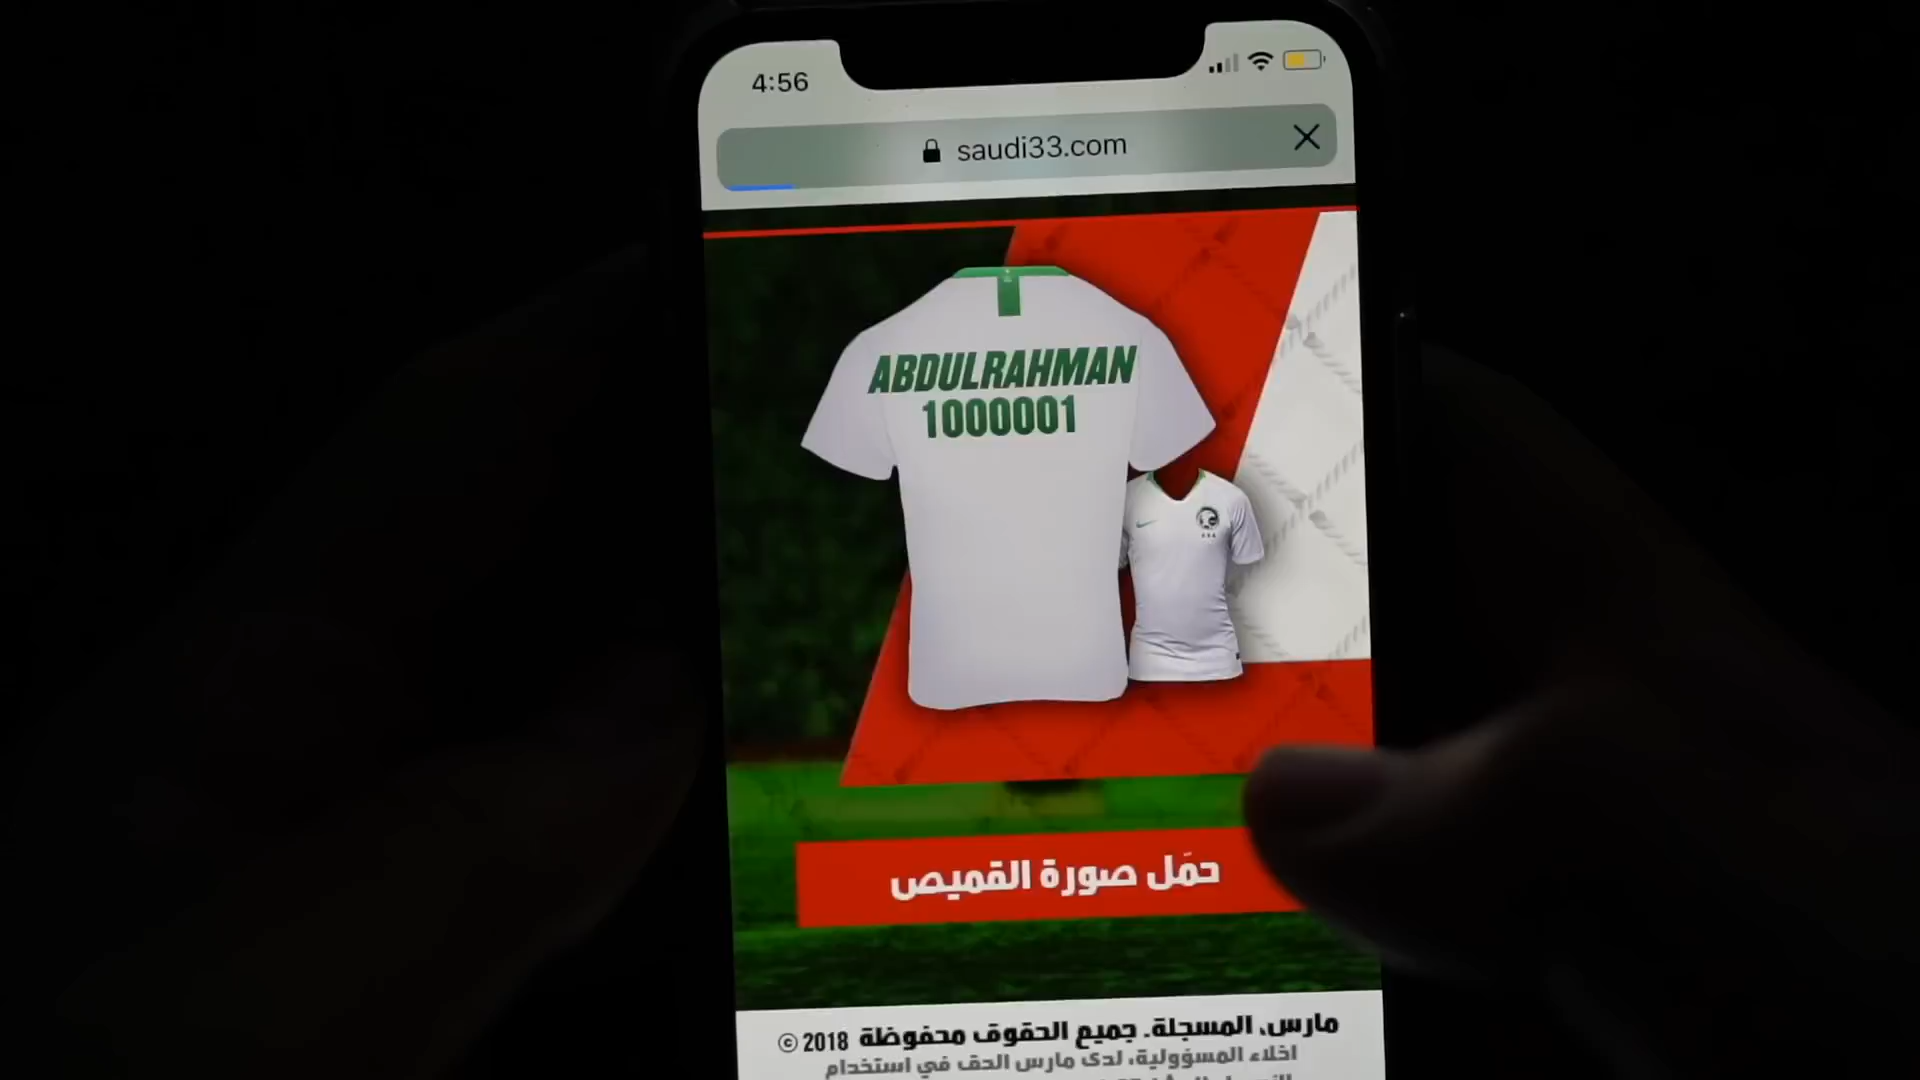 4:56
saudi33.com
ABDULRAHMAN
1000001
حمّل صورة القميص
مارس، المسجلة. جميع الحقوق محفوظة 2018 ©
اخلاء المسؤولية، لدى مارس الحق في استخدام